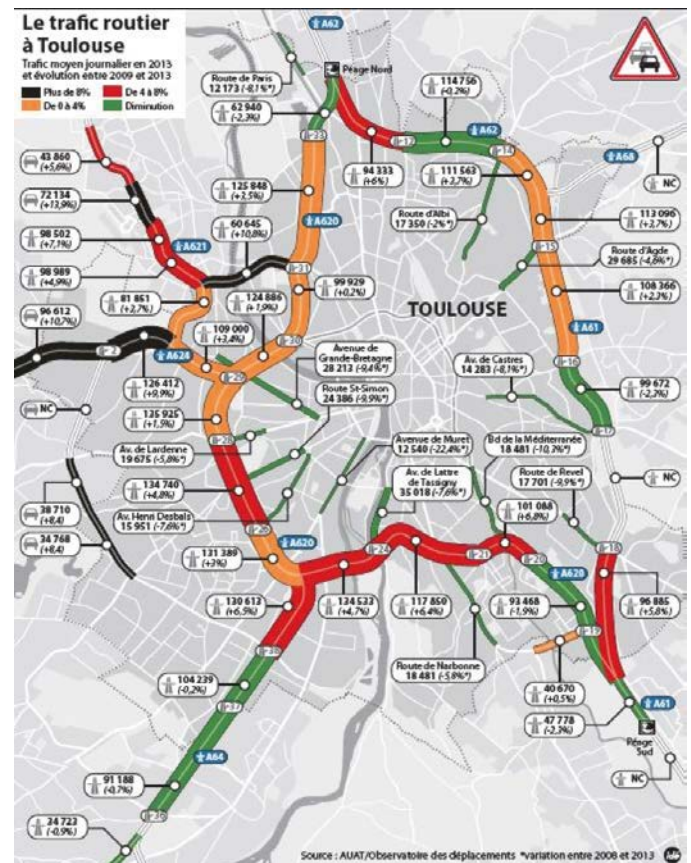 Le trafic routier
à Toulouse
Trafic moyen journalier en 2013
et évolution entre 2009 et 2013
Plus de 8%
De 4 à 8%
De 0 à 4%
Diminution
A62
Péage Nord
Route de Paris
12 173 (-8,1%*)
62 940
(-2,3%)
114 756
(-0,2%)
A62
A68
NC
43 860
(+5,6%)
125 848
(+3,5%)
94 333
(+6%)
111 563
(+2,7%)
72 134
(+13,9%)
A620
60 645
(+10,8%)
Route d'Albi
17 350 (-2%*)
113 096
(+3,7%)
98 502
(+7,1%)
A621
Route d'Agde
29 685 (-4,6%*)
98 989
(+4,9%)
81 851
(+2,7%)
124 886
(+1,9%)
99 929
(+0,2%)
TOULOUSE
108 366
(+2,3%)
96 612
(+10,7%)
A61
109 000
(+3,4%)
A624
Avenue de
Grande-Bretagne
28 213 (-9,4%*)
Av. de Castres
14 283 (-8,1%*)
126 412
(+9,9%)
Route St-Simon
24 386 (-9,9%*)
99 672
(-2,3%)
NC
135 925
(+1,5%)
Av. de Lardenne
19 675 (-5,8%*)
Avenue de Muret
12 540 (-22,4%*)
Bd de la Méditerranée
18 481 (-10,3%*)
NC
134 740
(+4,8%)
Av. de Lattre
de Tassigny
35 018 (-7,6%*)
Route de Revel
17 701 (-9,9%*)
Av. Henri Desbals
15 951 (-7,6%*)
101 088
(+6,8%)
38 710
(+8,4)
34 768
(+8,4)
131 389
(+3%)
A620
A620
130 613
(+6,5%)
134 533
(+4,7%)
117 850
(+6,4%)
93 468
(-1,9%)
96 885
(+5,8%)
104 239
(-0,2%)
Route de Narbonne
18 481 (-5,8%*)
40 670
(+0,5%)
A61
47 778
(-2,3%)
Péage
Sud
A64
91 188
(-0,7%)
NC
34 723
(-0,9%)
Source : AUAT/Observatoire des déplacements *variation entre 2008 et 2013